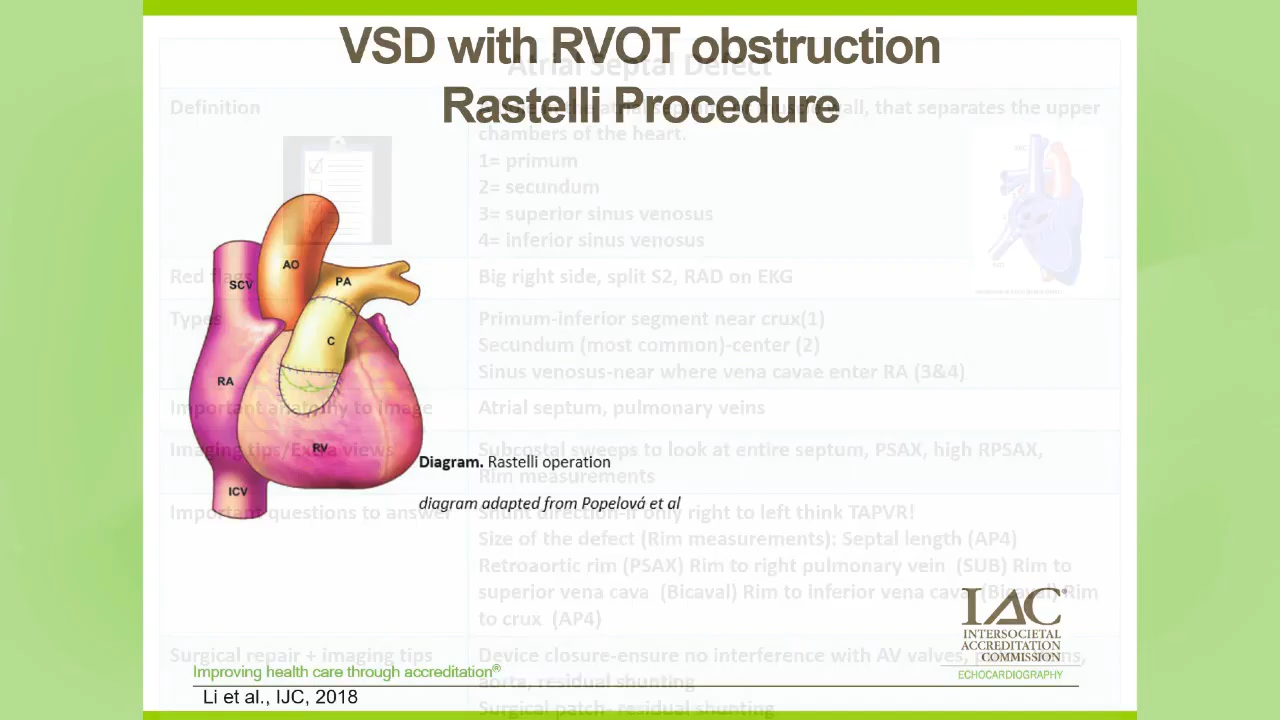 VSD with RVOT obstruction
Rastelli Procedure
Atrial Septal Defect
Definition
wall, that separates the upper
chambers of the heart.
1= primum
2= secundum
3= superior sinus venosus
4= inferior sinus venosus
Red flags
Big right side, split S2, RAD on EKG
Types
Primum-inferior segment near crux(1)
Secundum (most common)-center (2)
Sinus venosus-near where vena cavae enter RA (3&4)
Important anatomy to image
Atrial septum, pulmonary veins
Imaging tips/Extra views
Subcostal sweeps to look at entire septum, PSAX, high RPSAX,
Rim measurements
Important questions to answer
Shunt direction-if only right to left think TAPVR!
Size of the defect (Rim measurements): Septal length (AP4)
Retroaortic rim (PSAX) Rim to right pulmonary vein (SUB) Rim to
superior vena cava (Bicaval) Rim to inferior vena cava (Bicaval) Rim
to crux (AP4)
Surgical repair + imaging tips
Device closure-ensure no interference with AV valves,
aorta, residual shunting
Surgical patch- residual shunting
AO
SCV
PA
C
RA
RV
ICV
Diagram. Rastelli operation
diagram adapted from Popelová et al
IAC®
INTERSOCIETAL
ACCREDITATION
COMMISSION
ECHOCARDIOGRAPHY
Improving health care through accreditation®
Li et al., IJC, 2018